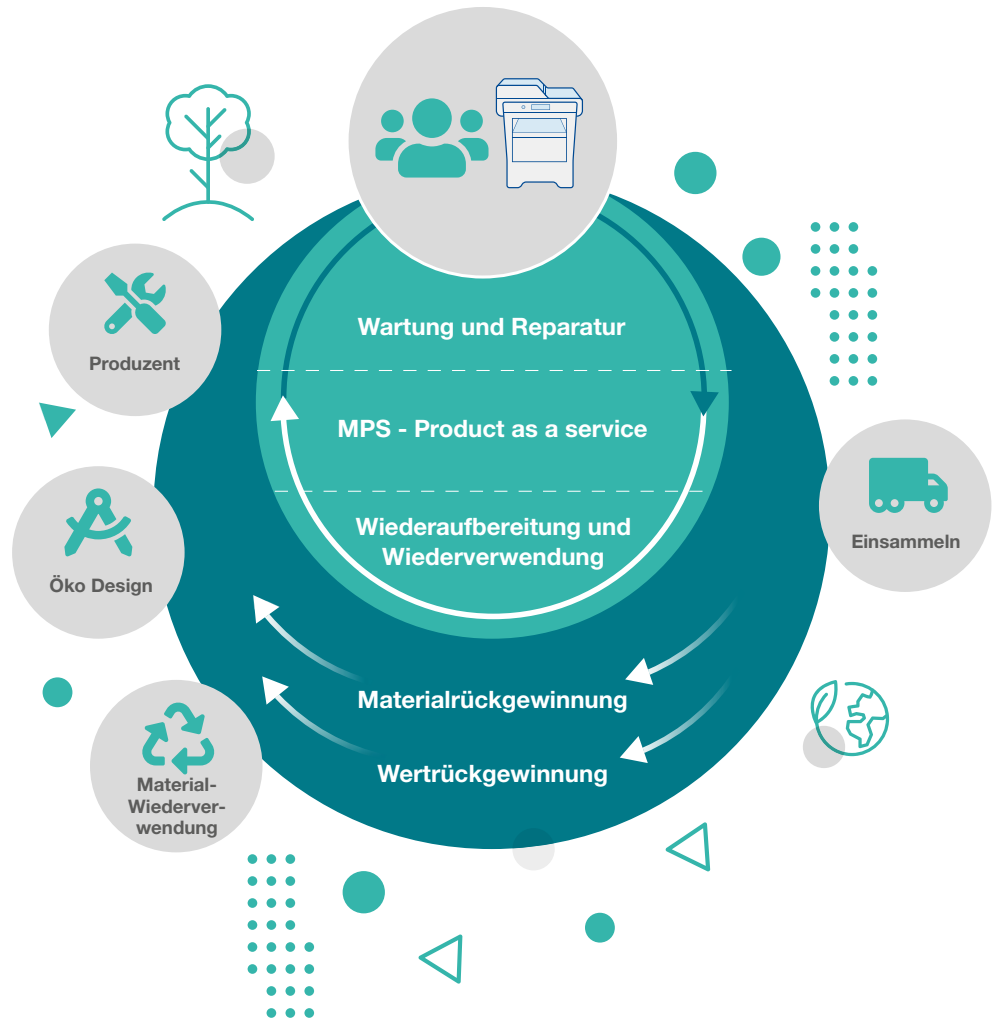 Wartung und Reparatur
Produzent
MPS - Product as a service
Wiederaufbereitung und
Wiederverwendung
Einsammeln
Öko Design
Materialrückgewinnung
Wertrückgewinnung
Material-
Wiederver-
wendung